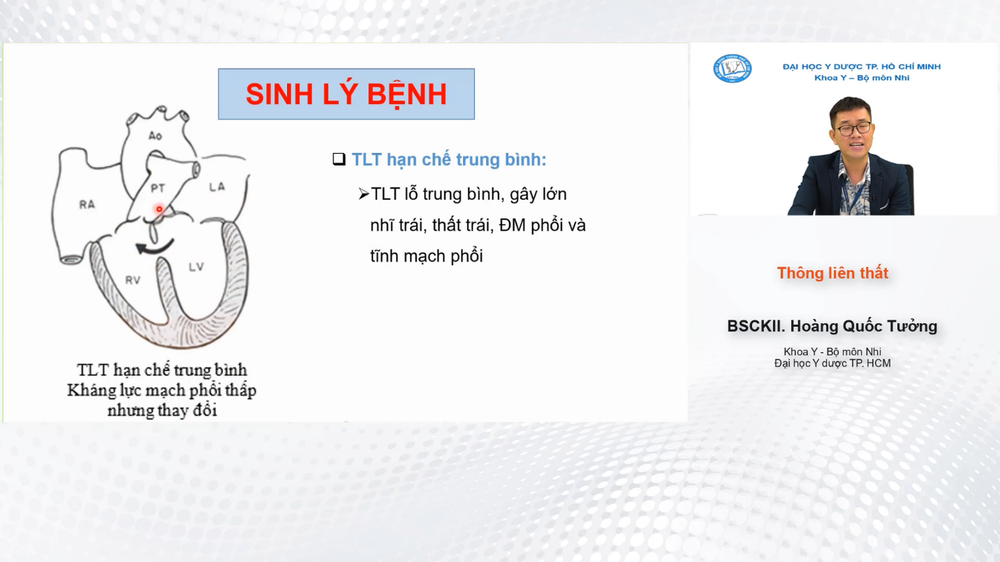 SINH LÝ BỆNH
Ao
PT
LA
RA
LV
RV
TLT hạn chế trung bình
Kháng lực mạch phổi thấp
nhưng thay đổi
TLT hạn chế trung bình:
TLT lỗ trung bình, gây lớn
nhĩ trái, thất trái, ĐM phổi và
tĩnh mạch phổi
ĐẠI HỌC Y DƯỢC TP. HỒ CHÍ MINH
Khoa Y – Bộ môn Nhi
Thông liên thất
BSCKII. Hoàng Quốc Tưởng
Khoa Y - Bộ môn Nhi
Đại học Y dược TP. HCM